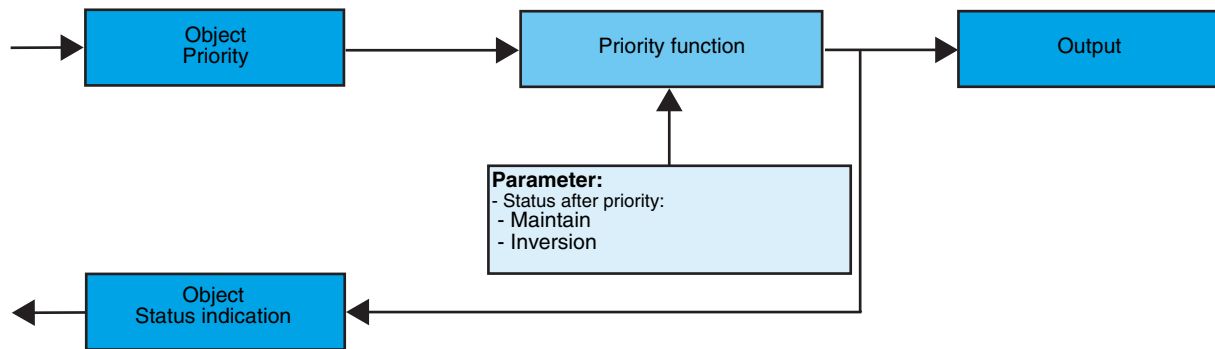 Object
Priority
Priority function
Output
Parameter:
- Status after priority:
- Maintain
- Inversion
Object
Status indication